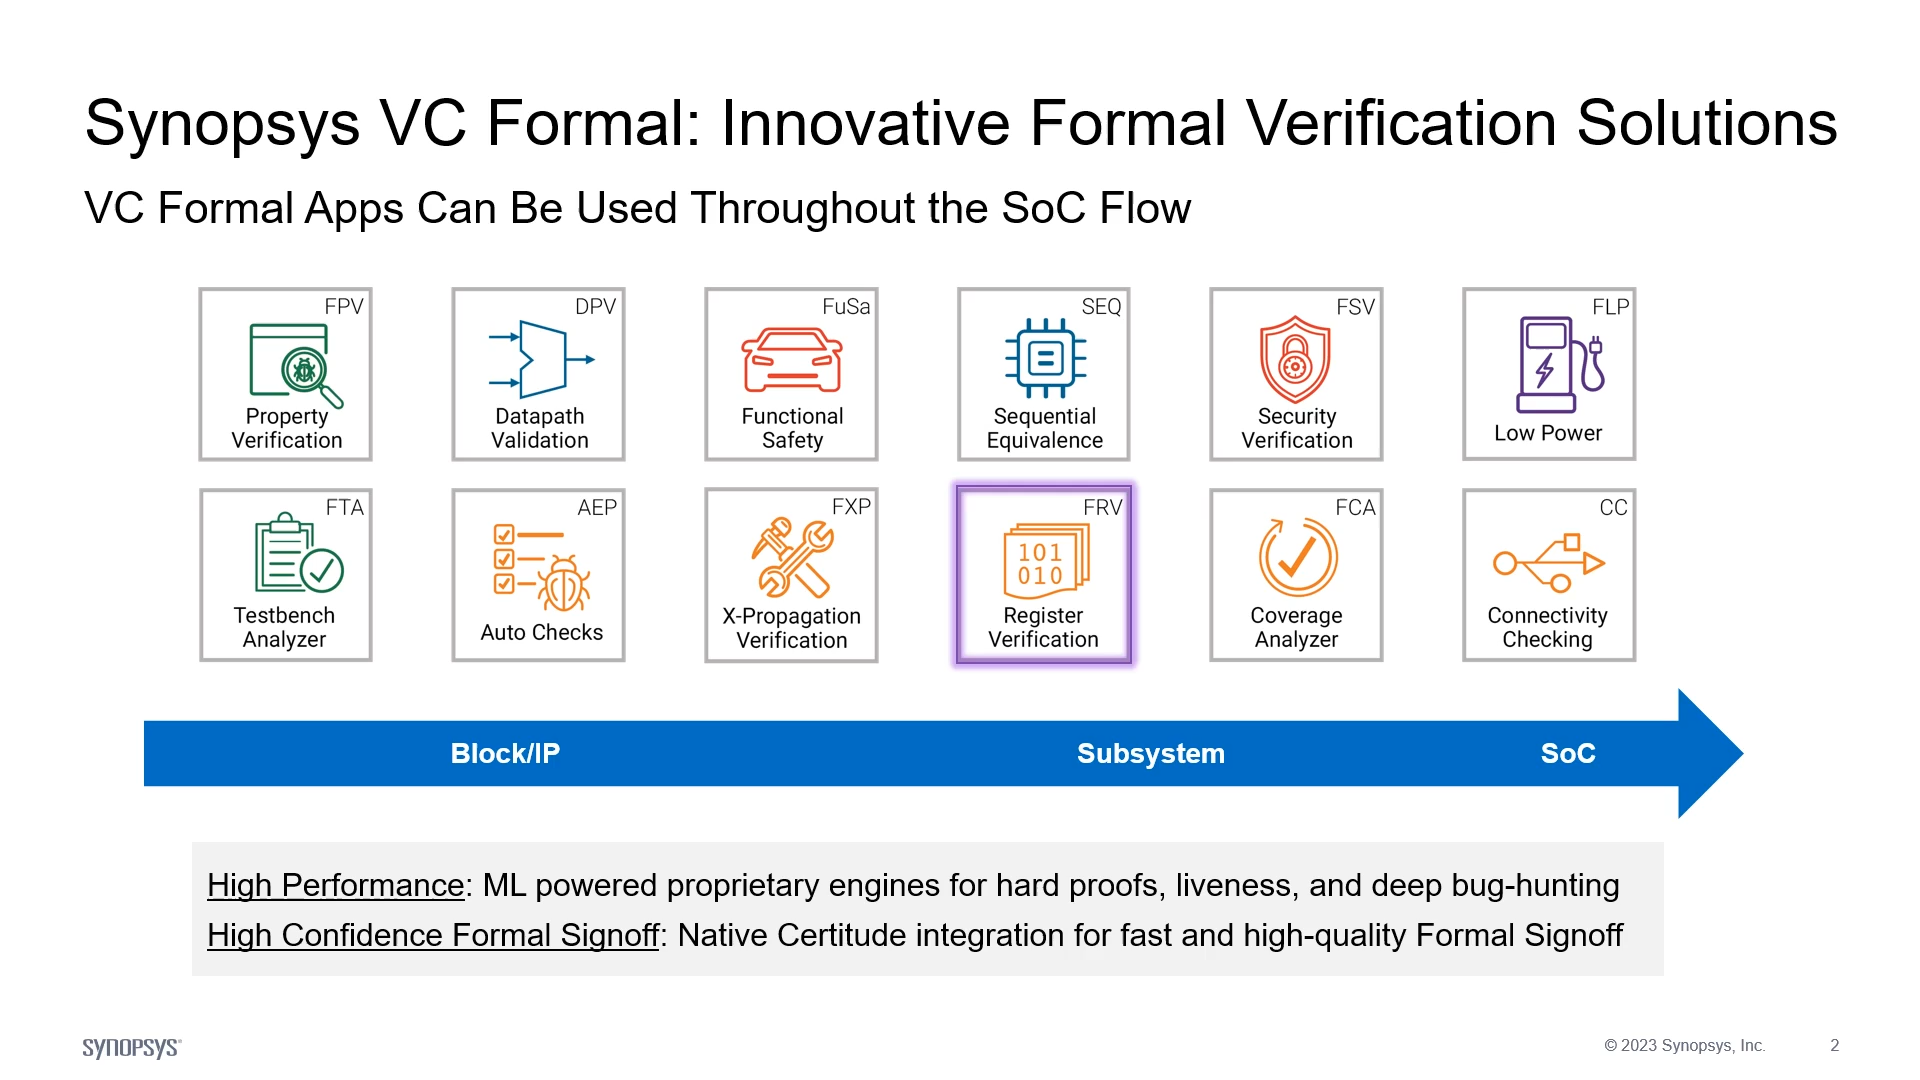 Synopsys VC Formal: Innovative Formal Verification Solutions
VC Formal Apps Can Be Used Throughout the SoC Flow
FPV
Property
Verification
DPV
Datapath
Validation
FuSa
Functional
Safety
SEQ
Sequential
Equivalence
FSV
Security
Verification
FLP
Low Power
FTA
Testbench
Analyzer
AEP
Auto Checks
FXP
X-Propagation
Verification
FRV
101
010
Register
Verification
FCA
Coverage
Analyzer
CC
Connectivity
Checking
Block/IP
Subsystem
SoC
High Performance: ML powered proprietary engines for hard proofs, liveness, and deep bug-hunting
High Confidence Formal Signoff: Native Certitude integration for fast and high-quality Formal Signoff
SYNOPSYS®
© 2023 Synopsys, Inc.
2